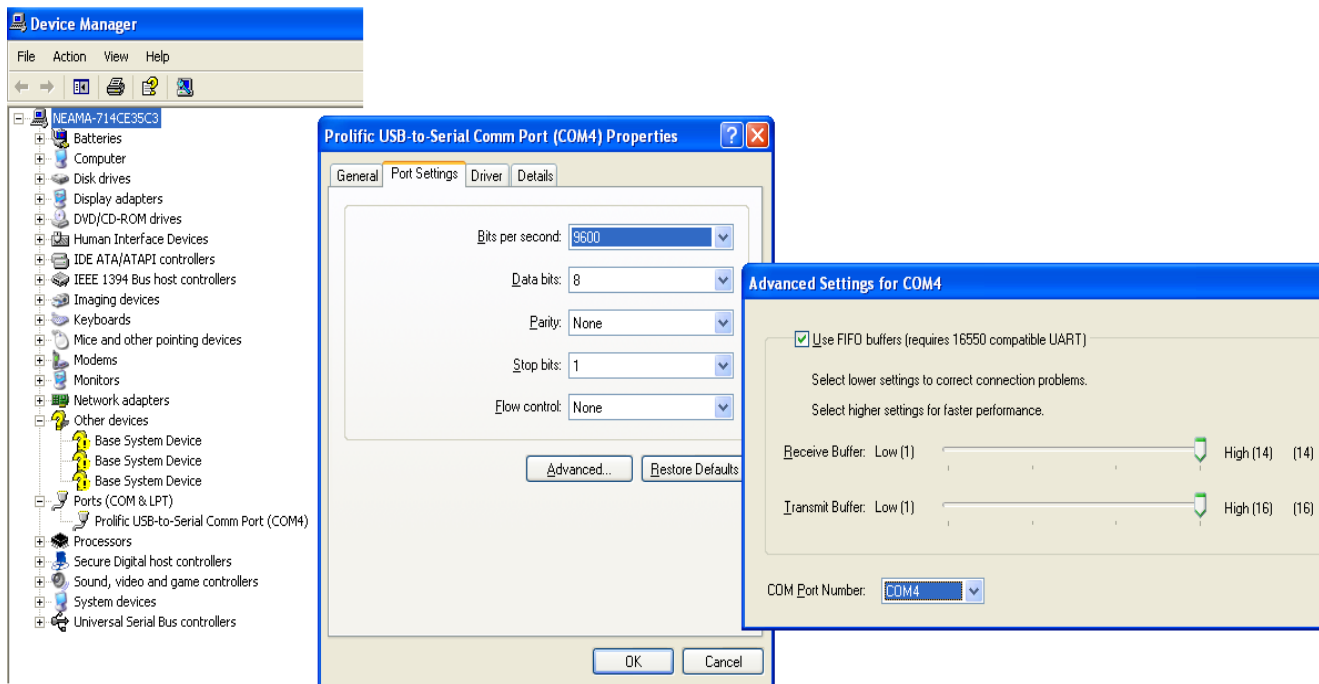 Device Manager
File Action View Help
NEAMA-714CE35C3
Batteries
Computer
Disk drives
Display adapters
DVD/CD-ROM drives
Human Interface Devices
IDE ATA/ATAPI controllers
IEEE 1394 Bus host controllers
Imaging devices
Keyboards
Mice and other pointing devices
Modems
Monitors
Network adapters
Other devices
Base System Device
Base System Device
Base System Device
Ports (COM & LPT)
Prolific USB-to-Serial Comm Port (COM4)
Processors
Secure Digital host controllers
Sound, video and game controllers
System devices
Universal Serial Bus controllers
Prolific USB-to-Serial Comm Port (COM4) Properties
General Port Settings Driver Details
Bits per second: 9600
Data bits: 8
Parity: None
Stop bits: 1
Flow control: None
Advanced... Restore Defaults
OK Cancel
Advanced Settings for COM4
Use FIFO buffers (requires 16550 compatible UART)
Select lower settings to correct connection problems.
Select higher settings for faster performance.
Receive Buffer: Low (1) High (14) (14)
Transmit Buffer: Low (1) High (16) (16)
COM Port Number: COM4